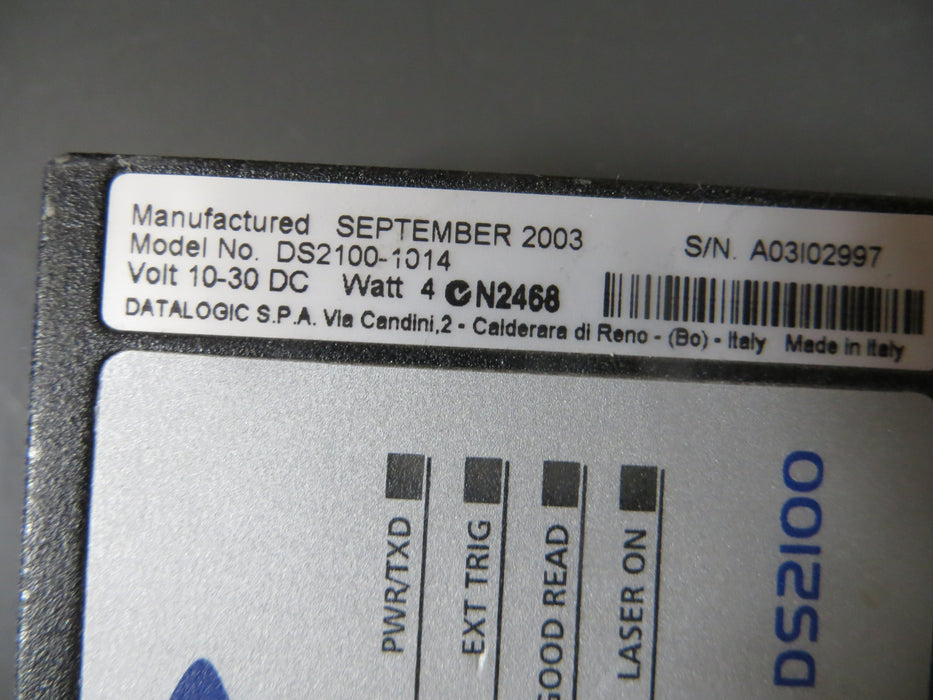 Manufactured SEPTEMBER 2003
Model No. DS2100-1014
Volt 10-30 DC Watt 4 N2468
S/N. A03I02997
DATALOGIC S.P.A. Via Candini,2 - Calderara di Reno - (Bo) - Italy Made in Italy
PWR/TXD
EXT TRIG
GOOD READ
LASER ON
DS2100